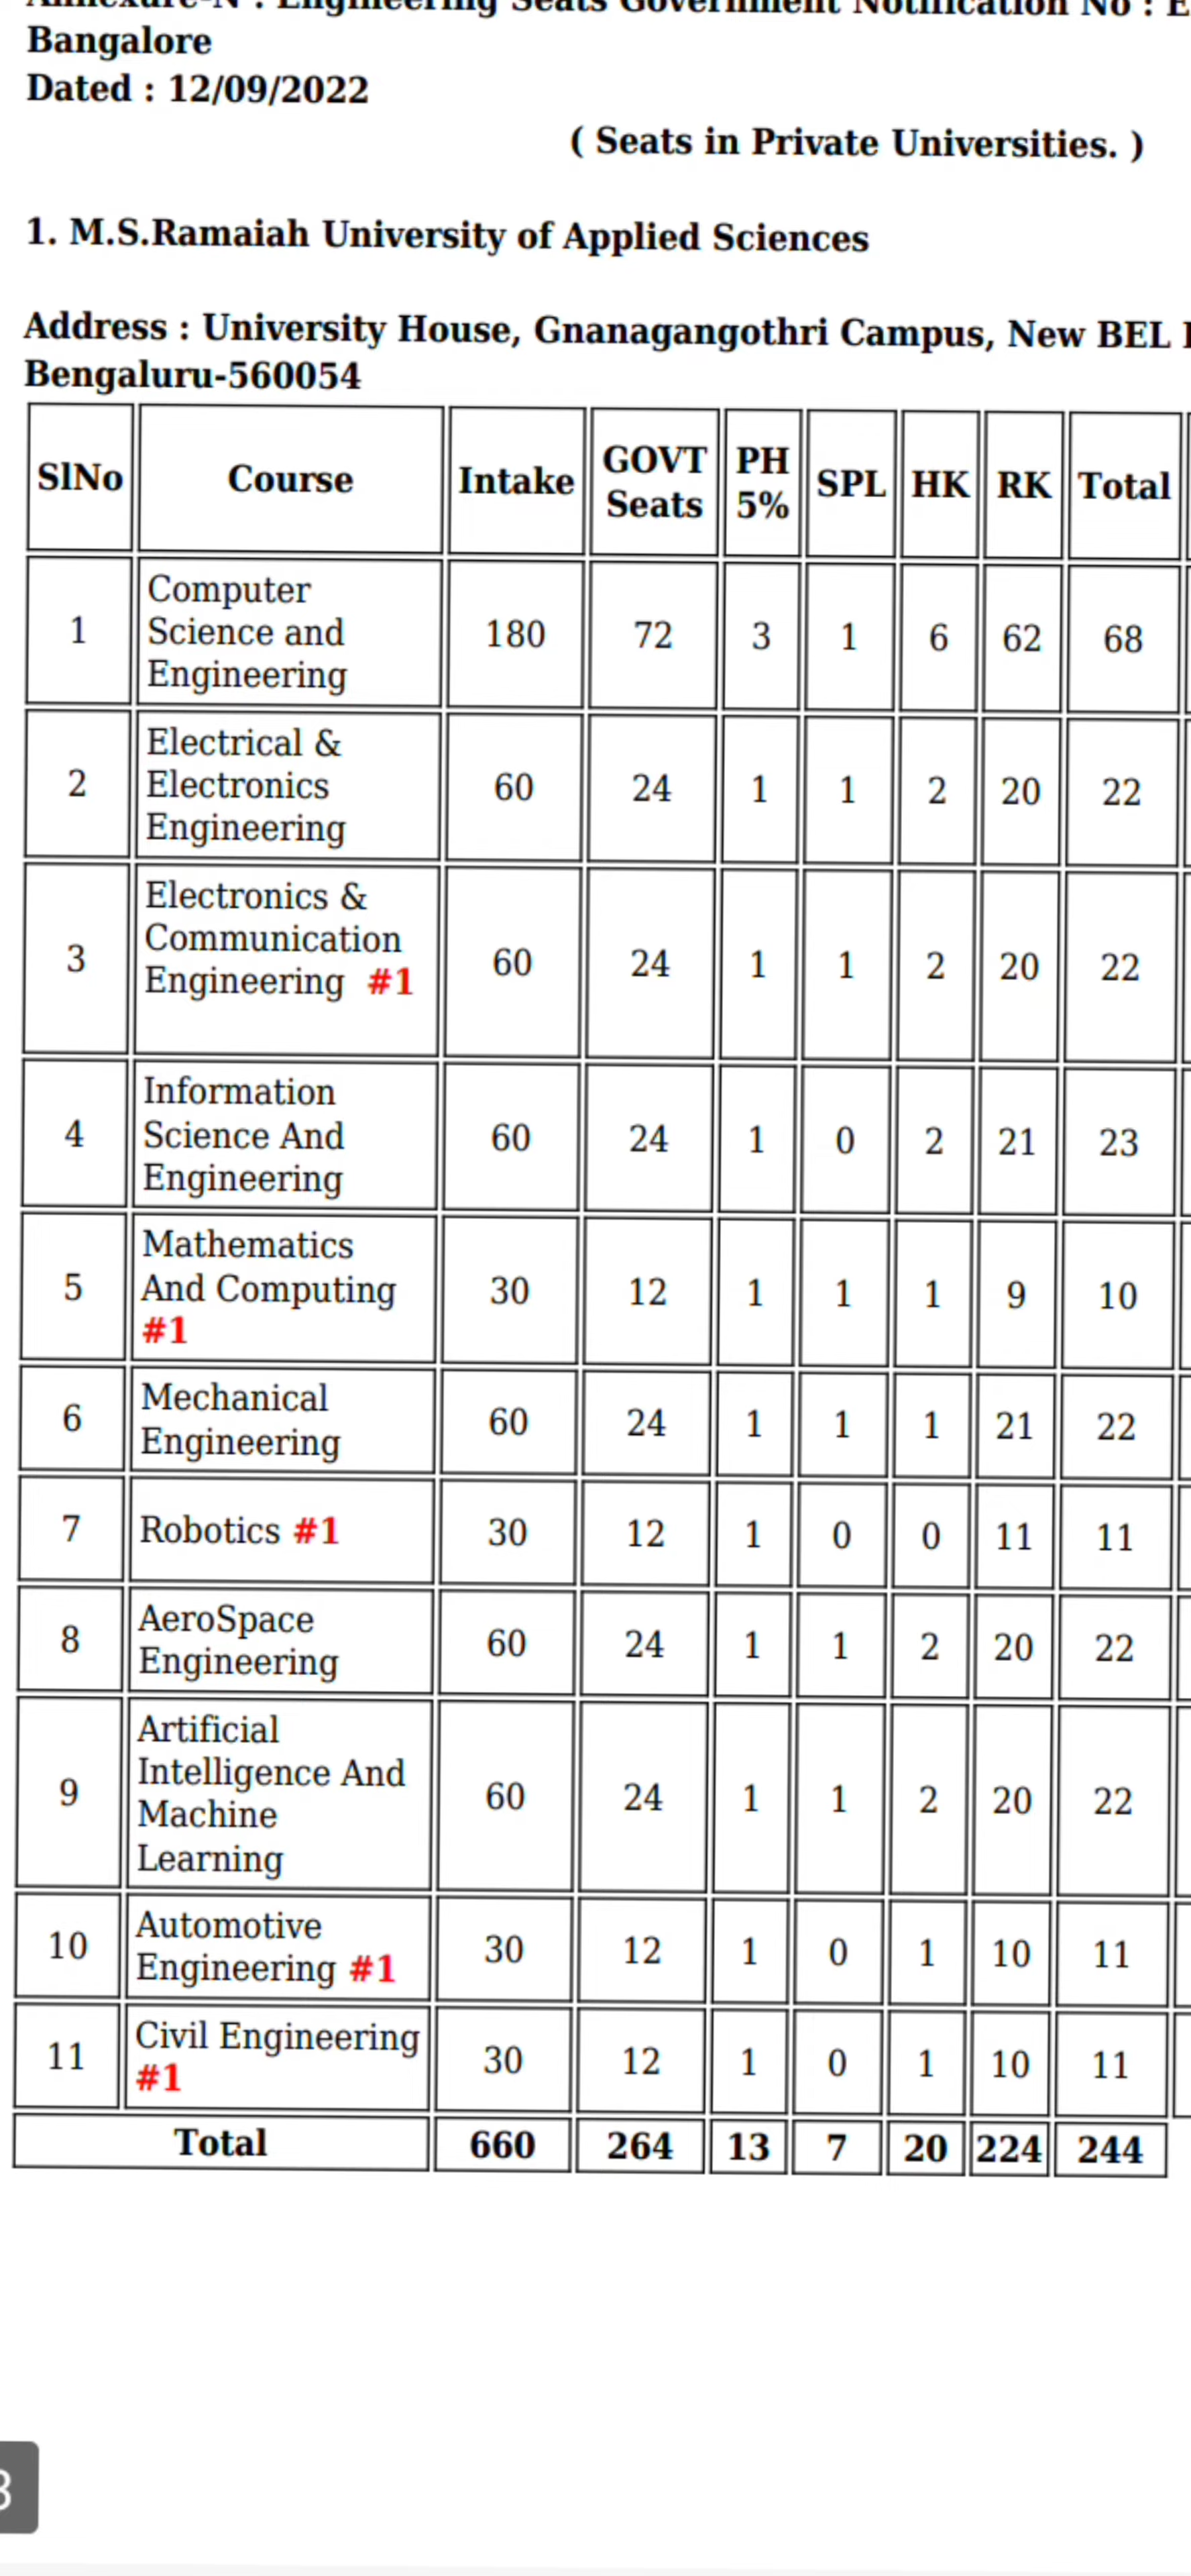 Annexure-N : Engineering Seats Government Notification No : E
Bangalore
Dated : 12/09/2022
( Seats in Private Universities. )
1. M.S.Ramaiah University of Applied Sciences
Address : University House, Gnanagangothri Campus, New BEL
Bengaluru-560054
SlNo Course Intake GOVT Seats PH 5% SPL HK RK Total
1 Computer Science and Engineering 180 72 3 1 6 62 68
2 Electrical & Electronics Engineering 60 24 1 1 2 20 22
3 Electronics & Communication Engineering #1 60 24 1 1 2 20 22
4 Information Science And Engineering 60 24 1 0 2 21 23
5 Mathematics And Computing #1 30 12 1 1 1 9 10
6 Mechanical Engineering 60 24 1 1 1 21 22
7 Robotics #1 30 12 1 0 0 11 11
8 AeroSpace Engineering 60 24 1 1 2 20 22
9 Artificial Intelligence And Machine Learning 60 24 1 1 2 20 22
10 Automotive Engineering #1 30 12 1 0 1 10 11
11 Civil Engineering #1 30 12 1 0 1 10 11
Total 660 264 13 7 20 224 244